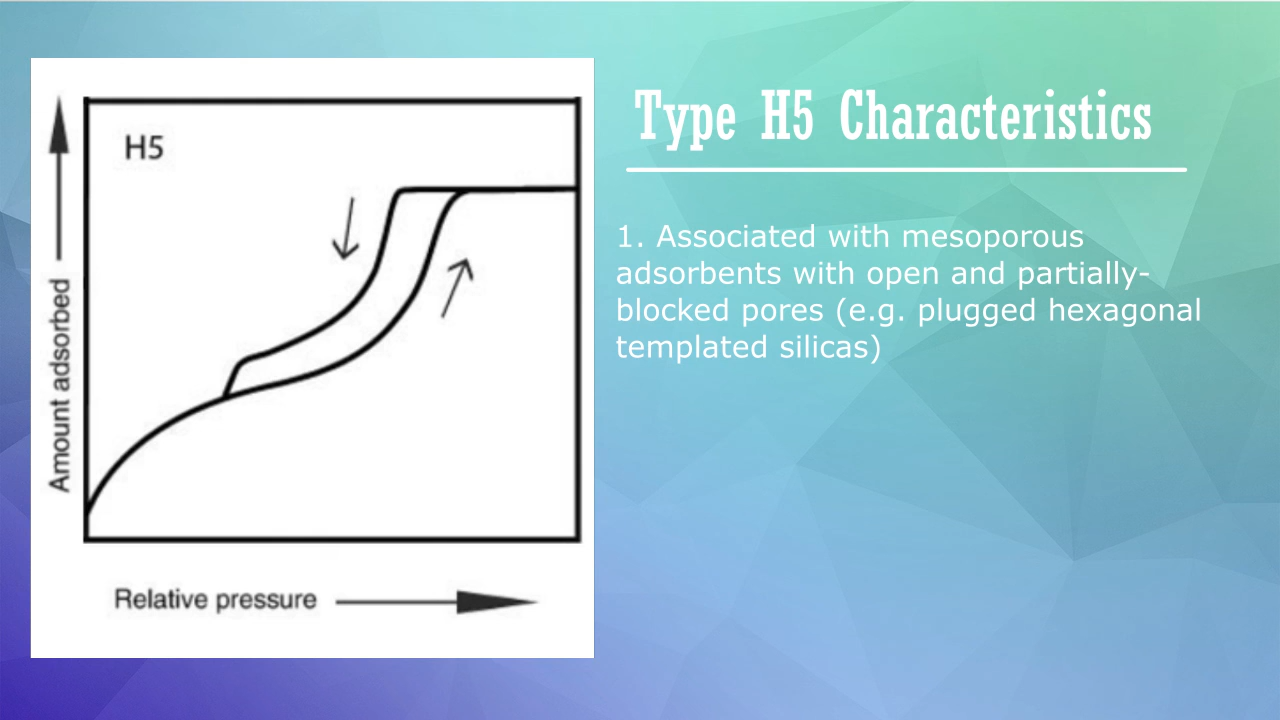 Type H5 Characteristics
H5
Amount adsorbed
Relative pressure
1. Associated with mesoporous
adsorbents with open and partially-
blocked pores (e.g. plugged hexagonal
templated silicas)